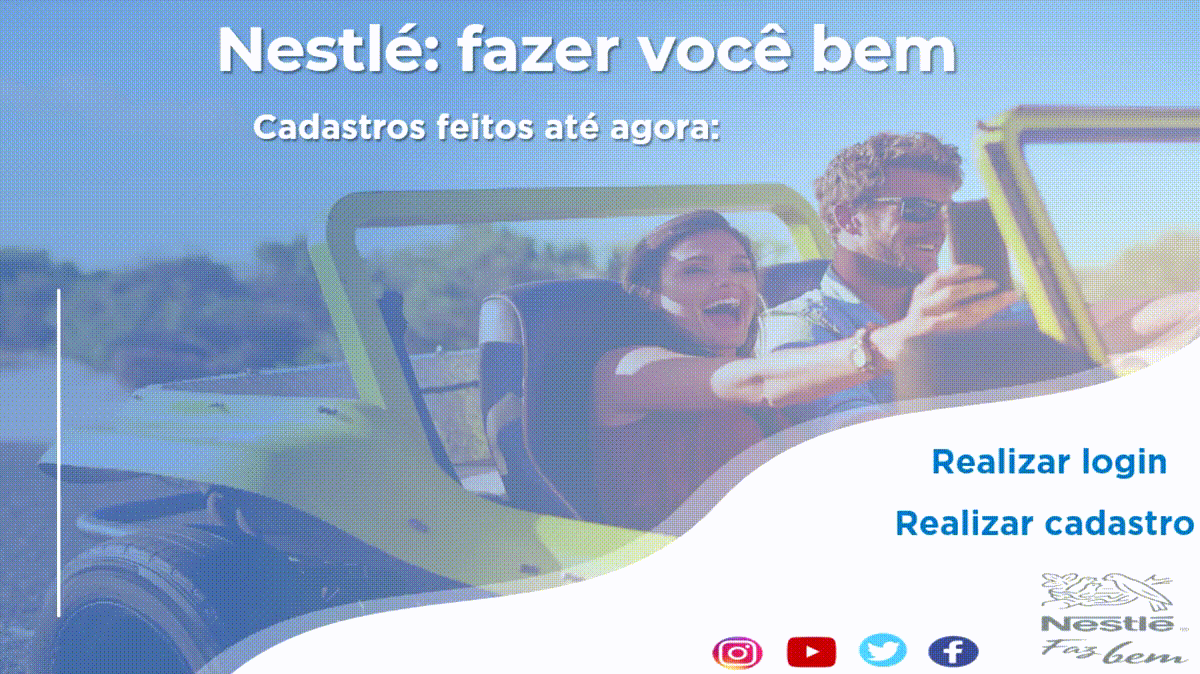 Nestlé: fazer você bem
Cadastros feitos até agora:
Realizar login
Realizar cadastro
Nestlé
Faz bem